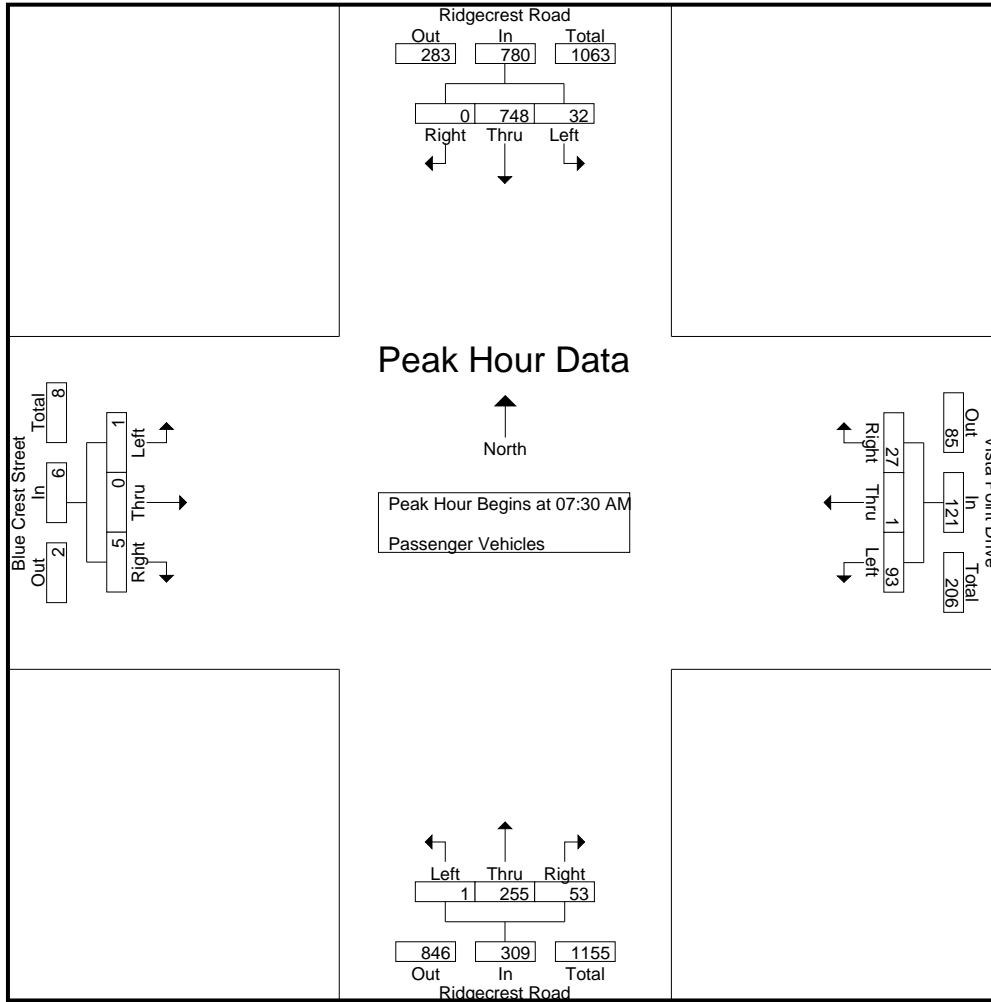 Ridgecrest Road
Out In Total
283 780 1063
0 748 32
Right Thru Left
Peak Hour Data
North
Peak Hour Begins at 07:30 AM
Passenger Vehicles
Blue Crest Street
Out In Total
2 6 8
1 0 5
Left Thru Right
Vista Point Drive
Out In Total
85 121 206
27 1 93
Right Thru Left
Left Thru Right
1 255 53
846 309 1155
Out In Total
Ridgecrest Road